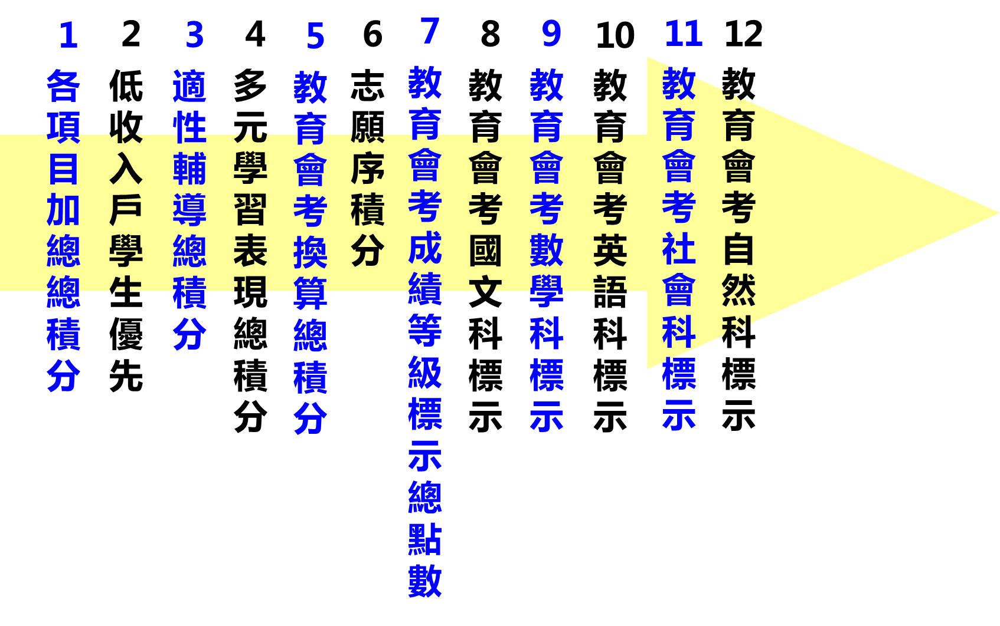 1
各項目加總總積分
2
低收入戶學生優先
3
適性輔導總積分
4
多元學習表現總積分
5
教育會考換算總積分
6
志願序積分
7
教育會考成績等級標示總點數
8
教育會考國文科標示
9
教育會考數學科標示
10
教育會考英語科標示
11
教育會考社會科標示
12
教育會考自然科標示